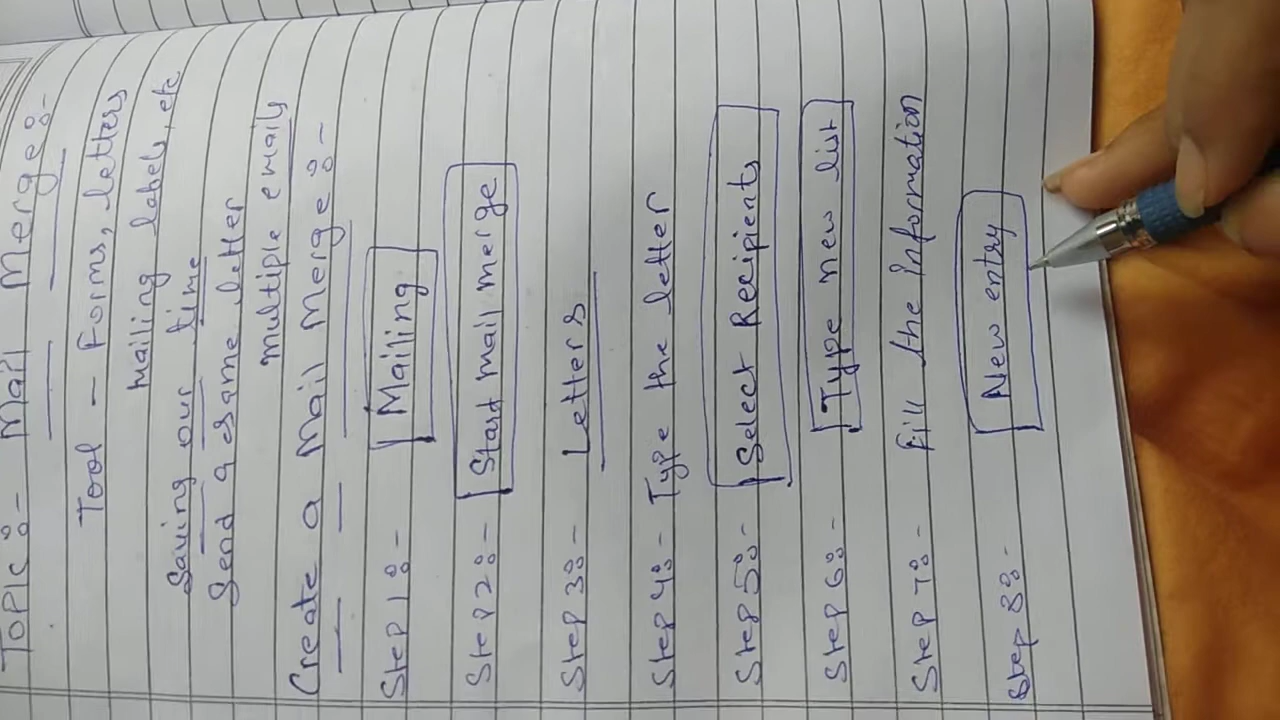 Topic :- Mail Merge :-
Tool - Forms, letters
Mailing labels, etc
Saving our time
Send a same letter
multiple emails
Create a Mail Merge :-
Step 1 :- Mailing
Step 2 :- Start mail merge
Step 3 :- Letters
Step 4 :- Type the letter
Step 5 :- Select Recipients
Step 6 :- Type new list
Step 7 :- Fill the information
Step 8 :- New entry